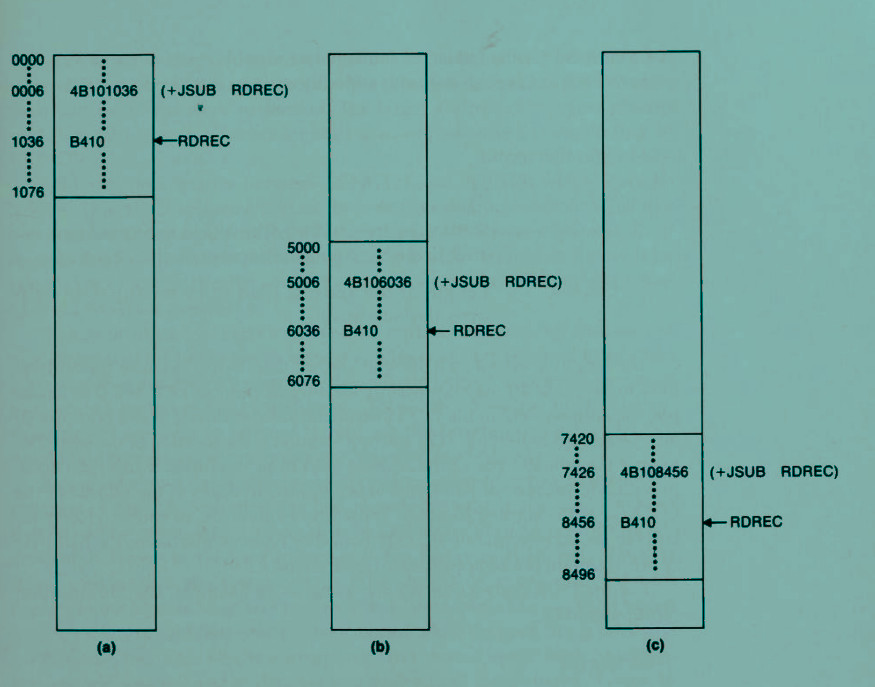 0000
0006 4B101036 (+JSUB RDREC)
1036 B410 RDREC
1076
(a)
5000
5006 4B106036 (+JSUB RDREC)
6036 B410 RDREC
6076
(b)
7420
7426 4B108456 (+JSUB RDREC)
8456 B410 RDREC
8496
(c)